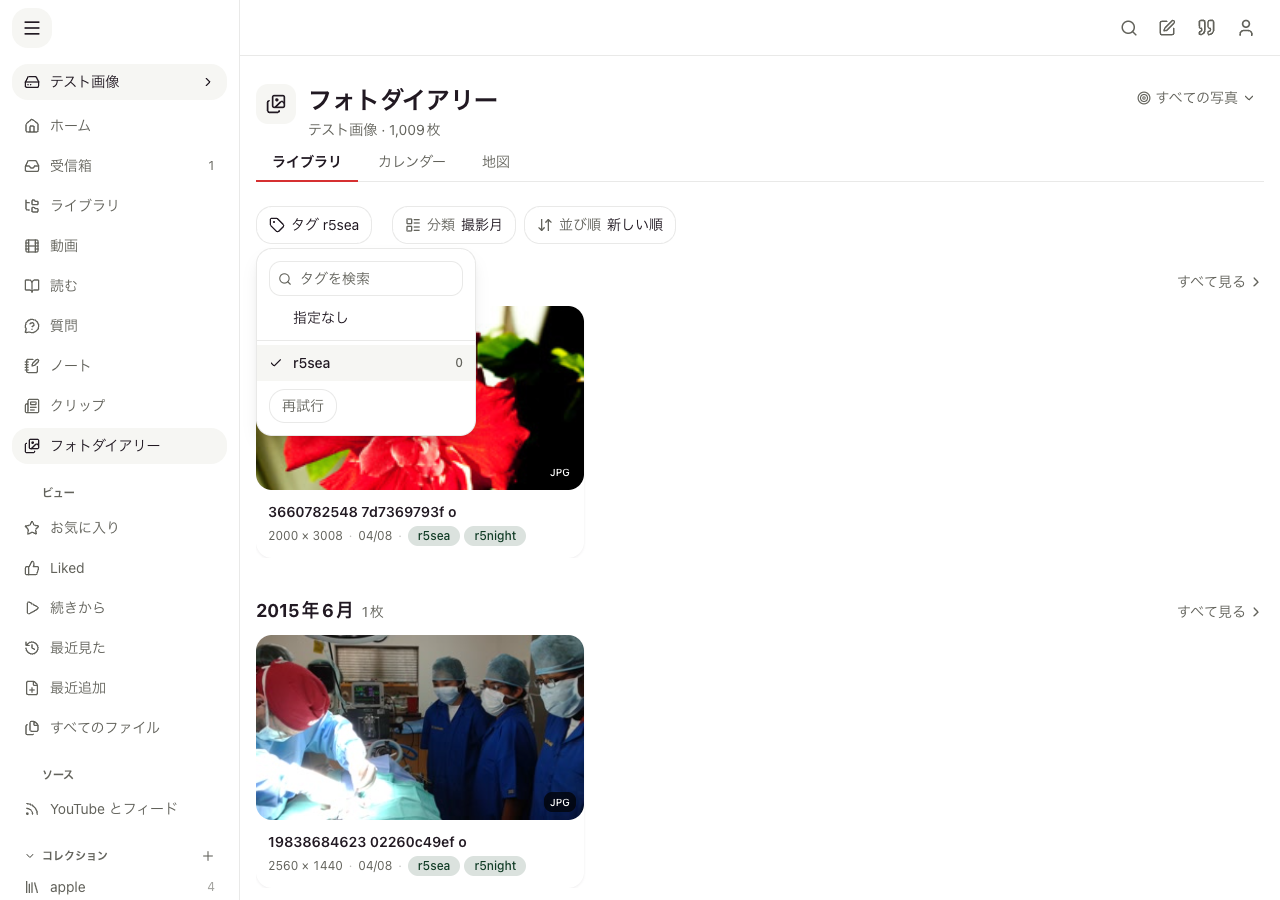 テスト画像
ホーム
受信箱 1
ライブラリ
動画
読む
質問
ノート
クリップ
フォトダイアリー
ビュー
お気に入り
Liked
続きから
最近見た
最近追加
すべてのファイル
ソース
YouTube とフィード
コレクション
apple 4
フォトダイアリー
テスト画像 · 1,009枚
すべての写真
ライブラリ カレンダー 地図
タグ r5sea 分類 撮影月 並び順 新しい順
タグを検索
指定なし
r5sea 0
再試行
すべて見る
JPG
3660782548 7d7369793f o
2000 × 3008 · 04/08 · r5sea r5night
2015年6月 1枚 すべて見る
JPG
19838684623 02260c49ef o
2560 × 1440 · 04/08 · r5sea r5night